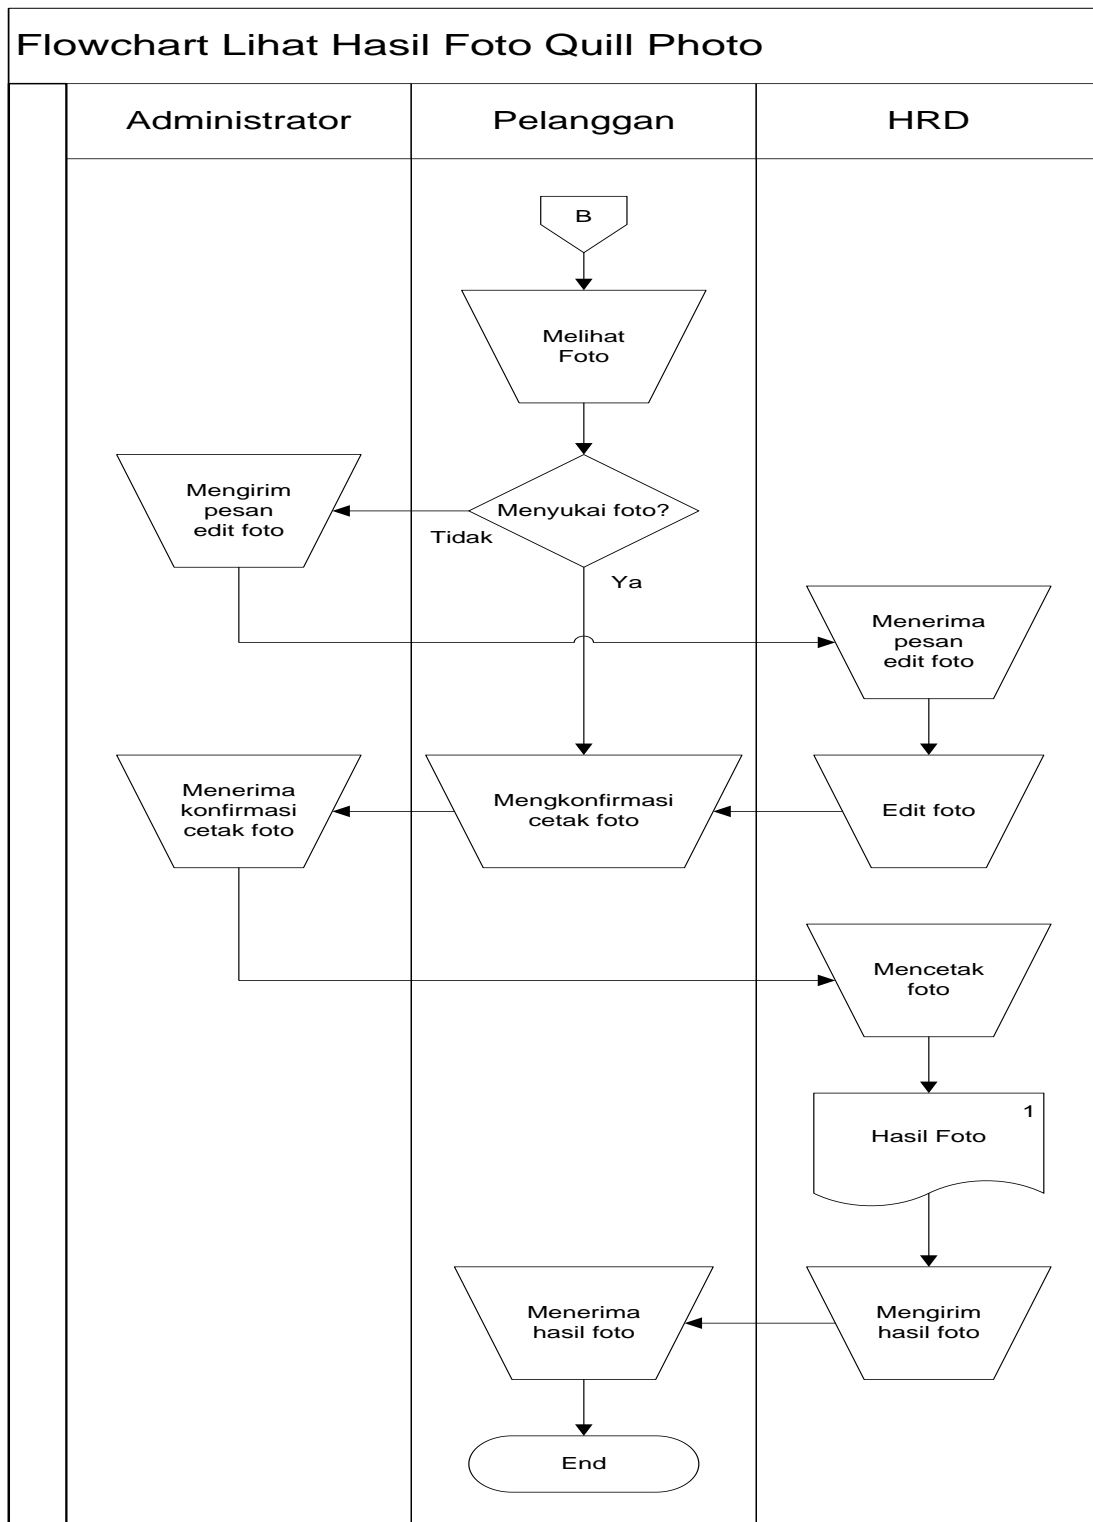 Flowchart Lihat Hasil Foto Quill Photo
Administrator
Pelanggan
HRD
B
Melihat
Foto
Menyukai foto?
Tidak
Ya
Mengirim
pesan
edit foto
Menerima
pesan
edit foto
Menerima
konfirmasi
cetak foto
Mengkonfirmasi
cetak foto
Edit foto
Mencetak
foto
1
Hasil Foto
Menerima
hasil foto
Mengirim
hasil foto
End